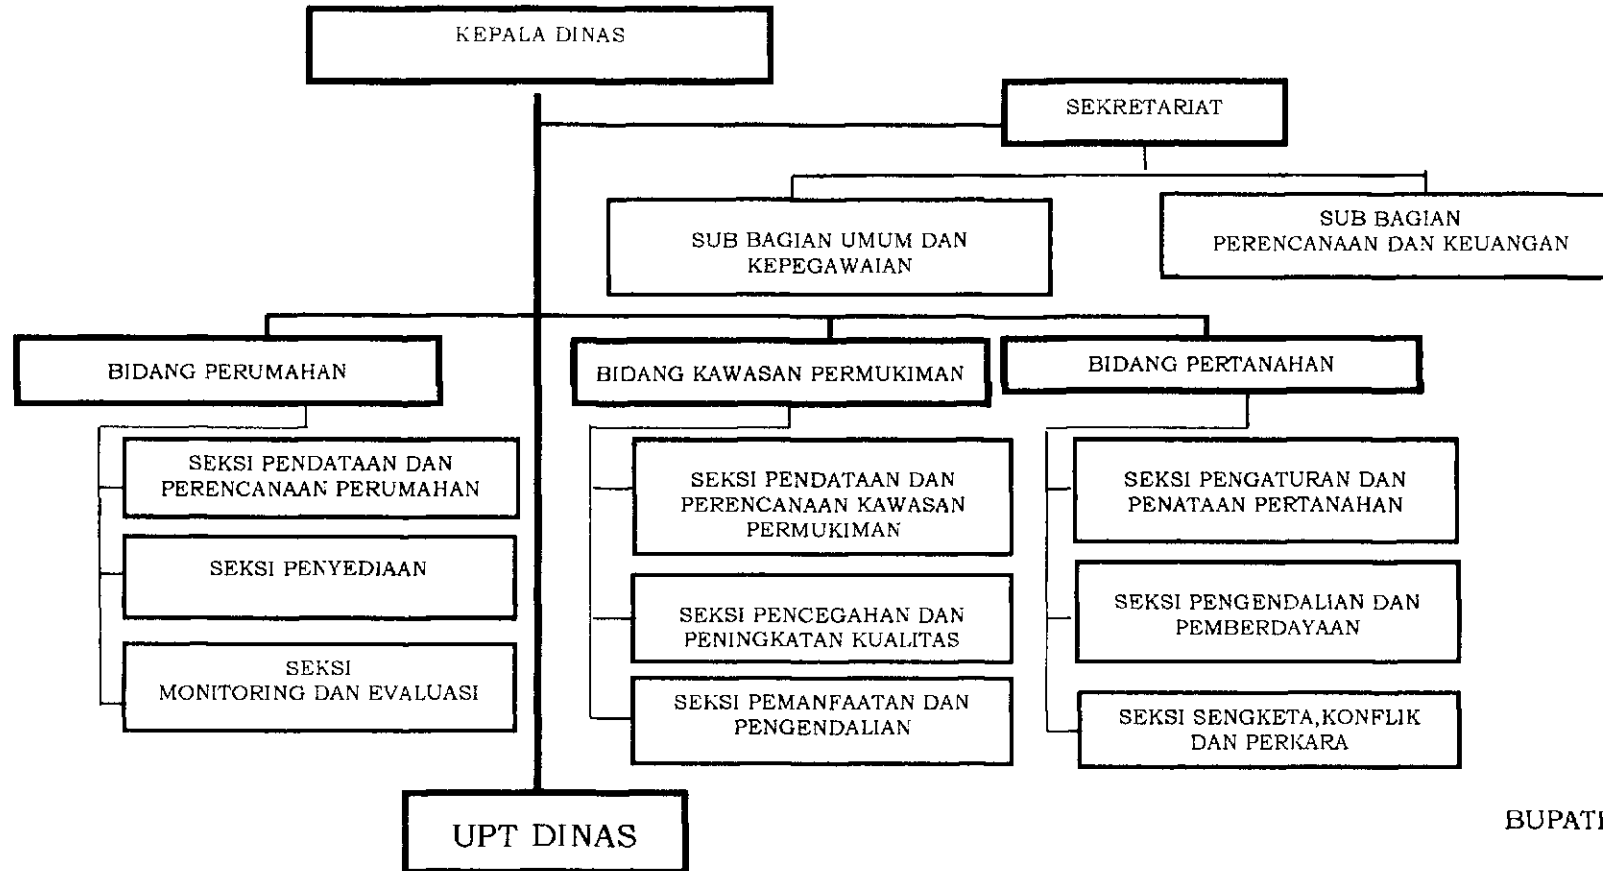 KEPALA DINAS
SEKRETARIAT
SUB BAGIAN UMUM DAN
KEPEGAWAIAN
SUB BAGIAN
PERENCANAAN DAN KEUANGAN
BIDANG PERUMAHAN
BIDANG KAWASAN PERMUKIMAN
BIDANG PERTANAHAN
SEKSI PENDATAAN DAN
PERENCANAAN PERUMAHAN
SEKSI PENYEDIAAN
SEKSI
MONITORING DAN EVALUASI
SEKSI PENDATAAN DAN
PERENCANAAN KAWASAN
PERMUKIMAN
SEKSI PENCEGAHAN DAN
PENINGKATAN KUALITAS
SEKSI PEMANFAATAN DAN
PENGENDALIAN
SEKSI PENGATURAN DAN
PENATAAN PERTANAHAN
SEKSI PENGENDALIAN DAN
PEMBERDAYAAN
SEKSI SENGKETA,KONFLIK
DAN PERKARA
UPT DINAS
BUPATI